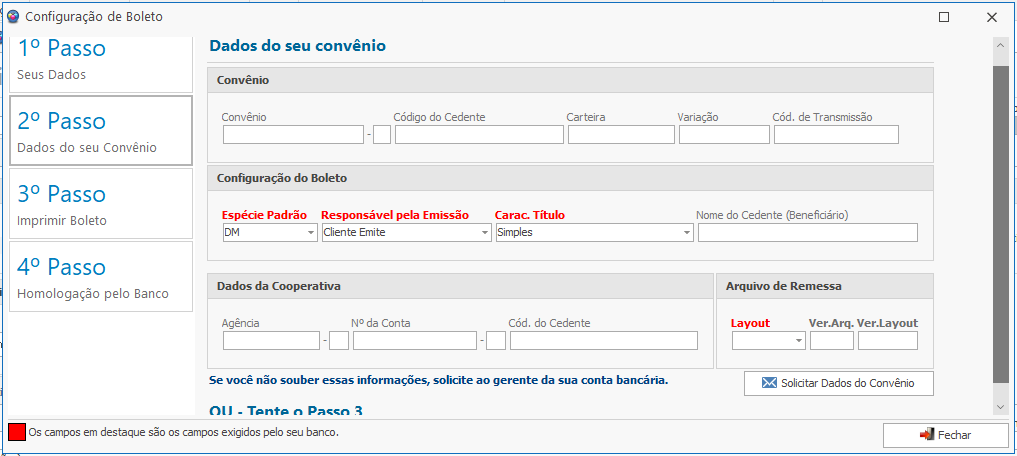 Configuração de Boleto
1º Passo
Seus Dados
2º Passo
Dados do seu Convênio
3º Passo
Imprimir Boleto
4º Passo
Homologação pelo Banco
Dados do seu convênio
Convênio
Convênio - Código do Cedente Carteira Variação Cód. de Transmissão
Configuração do Boleto
Espécie Padrão Responsável pela Emissão Carac. Título Nome do Cedente (Beneficiário)
DM Cliente Emite Simples
Dados da Cooperativa
Agência Nº da Conta Cód. do Cedente
- -
Arquivo de Remessa
Layout Ver.Arq. Ver.Layout
Se você não souber essas informações, solicite ao gerente da sua conta bancária.
Solicitar Dados do Convênio
OU - Tente o Passo 3
Os campos em destaque são os campos exigidos pelo seu banco.
Fechar